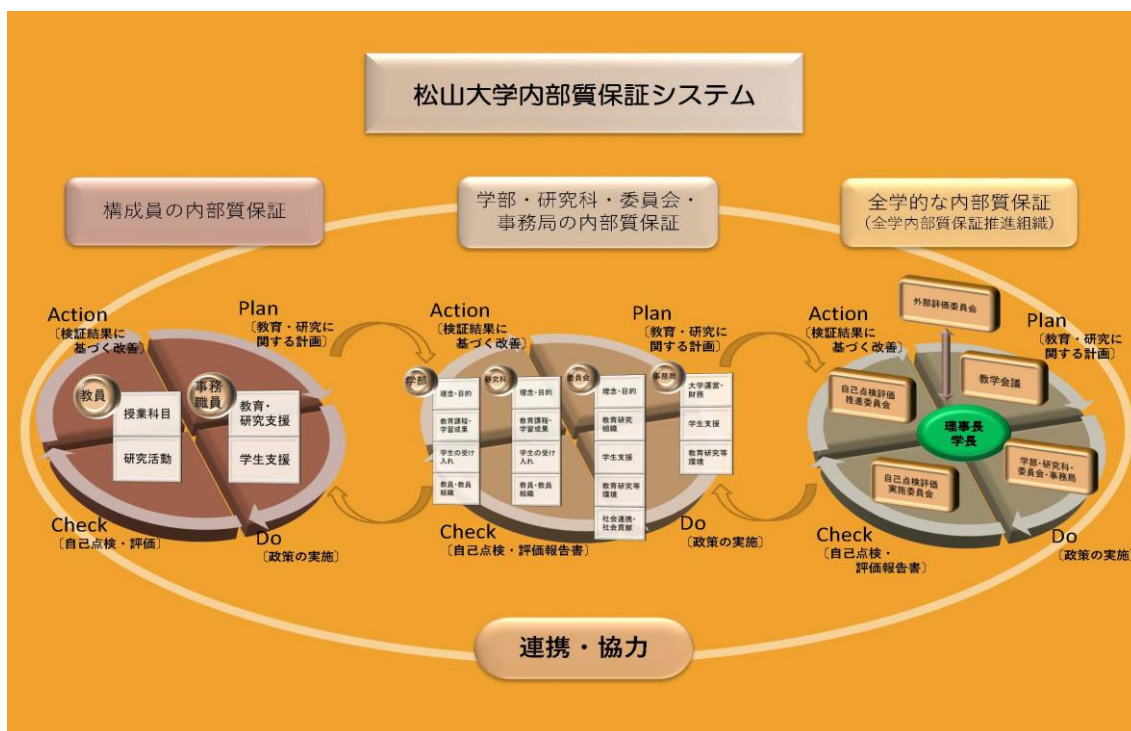 松山大学内部質保証システム
構成員の内部質保証
学部・研究科・委員会・
事務局の内部質保証
全学的な内部質保証
(全学内部質保証推進組織)
Action
〔検証結果に
基づく改善〕
Plan
〔教育・研究に
関する計画〕
教員
授業科目
研究活動
事務
職員
教育・
研究支援
学生支援
Check
〔自己点検・評価〕
Do
〔政策の実施〕
Action
〔検証結果に
基づく改善〕
Plan
〔教育・研究に
関する計画〕
学部
理念・目的
教育課程・
学習成果
学生の受け
入れ
教員・教員
組織
研究科
理念・目的
教育課程・
学習成果
学生の受け
入れ
教員・教員
組織
委員会
理念・目的
教育研究
組織
学生支援
教育研究等
環境
社会連携・
社会貢献
事務局
大学運営・
財務
学生支援
教育研究等
環境
Check
〔自己点検・評価報告書〕
Do
〔政策の実施〕
Action
〔検証結果に
基づく改善〕
外部評価委員会
Plan
〔教育・研究に
関する計画〕
教学会議
自己点検評価
推進委員会
理事長
学長
自己点検評価
実施委員会
学部・研究科・
委員会・事務局
Check
〔自己点検・
評価報告書〕
Do
〔政策の実施〕
連携・協力